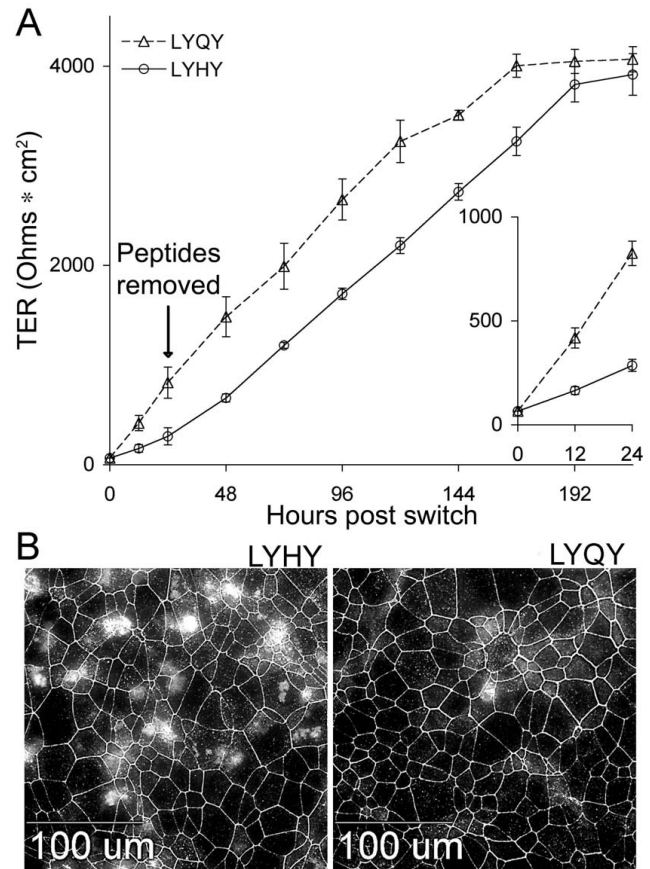 A
LYQY
LYHY
4000
2000
0
TER (Ohms * cm²)
Peptides
removed
1000
500
0
0 12 24
0 48 96 144 192
Hours post switch
B
LYHY LYQY
100 um 100 um